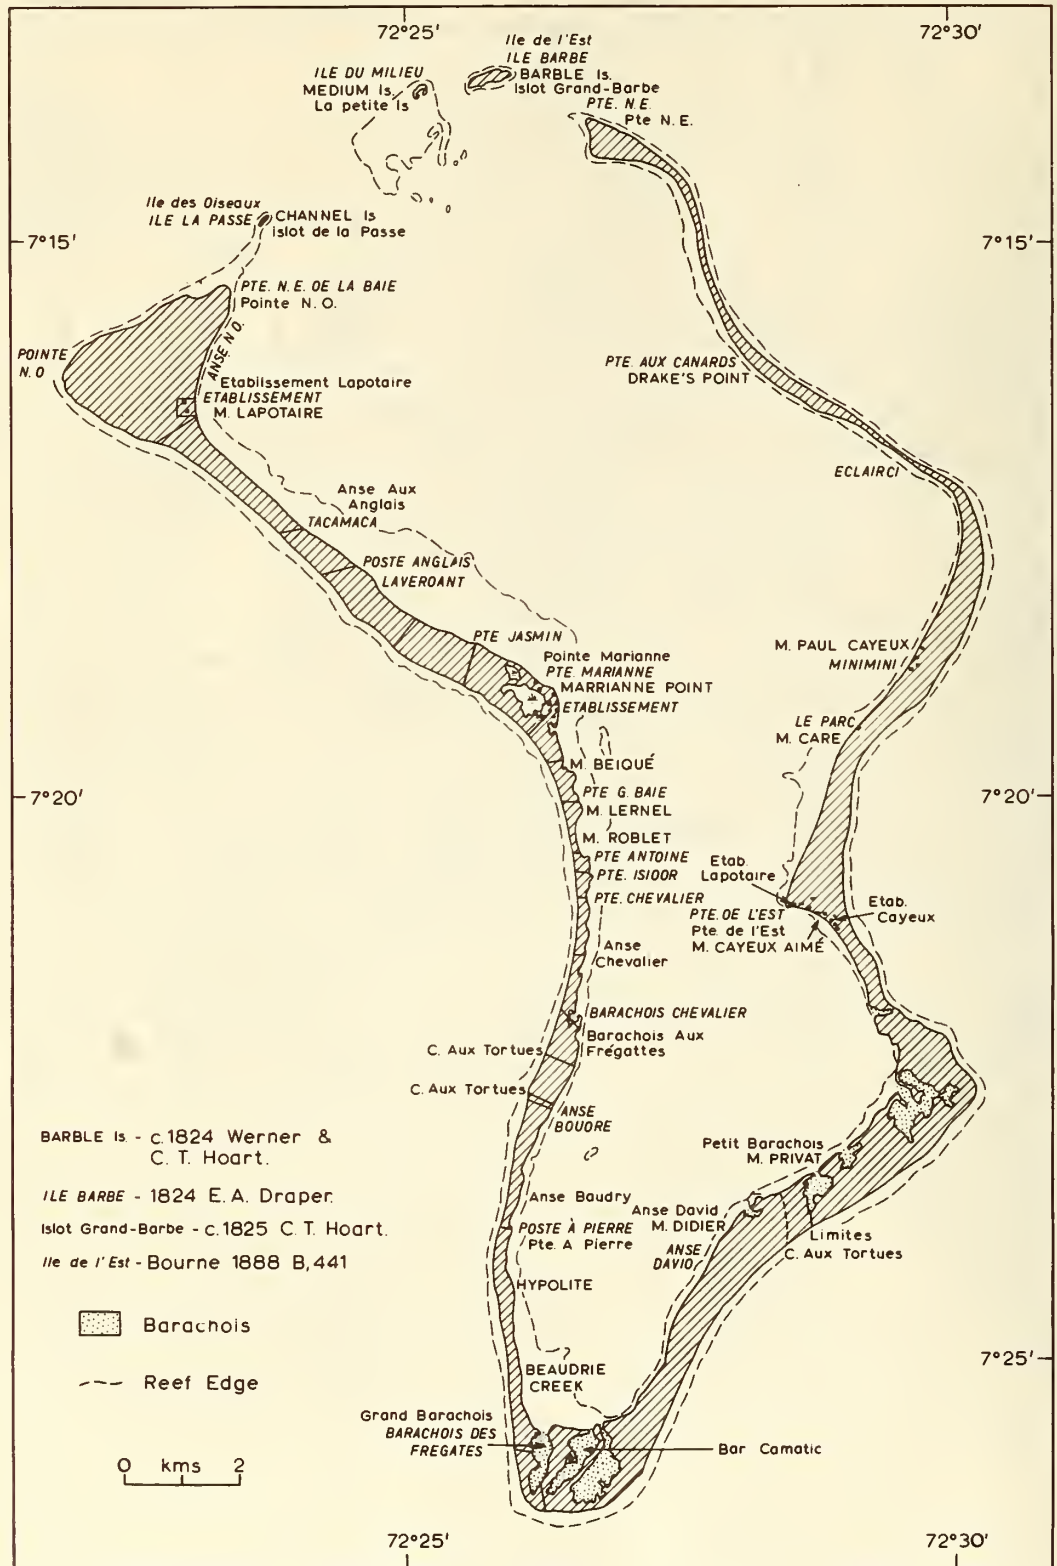 72°25'
72°30'
Ile de l'Est
ILE BARBE
BARBLE Is.
Islot Grand-Barbe
ILE DU MILIEU
MEDIUM Is.
La petite Is
PTE. N.E.
Pte N.E.
Ile des Oiseaux
ILE LA PASSE
CHANNEL Is
islot de la Passe
7°15'
7°15'
PTE. N.E. DE LA BAIE
Pointe N.O.
ANSE N.O.
POINTE
N.O
Etablissement Lapotaire
ETABLISSEMENT
M. LAPOTAIRE
PTE. AUX CANARDS
DRAKE'S POINT
ECLAIRCI
Anse Aux
Anglais
TACAMACA
POSTE ANGLAIS
LAVEROANT
PTE JASMIN
Pointe Marianne
PTE. MARIANNE
MARRIANNE POINT
ETABLISSEMENT
M. PAUL CAYEUX
MINIMINI
LE PARC
M. CARE
M. BEIQUÉ
PTE G. BAIE
M. LERNEL
7°20'
7°20'
M. ROBLET
PTE ANTOINE
PTE. ISIOOR
PTE. CHEVALIER
Etab.
Lapotaire
Etab.
Cayeux
PTE. DE L'EST
Pte. de l'Est
M. CAYEUX AIMÉ
Anse
Chevalier
BARACHOIS CHEVALIER
Barachois Aux
Frégattes
C. Aux Tortues
C. Aux Tortues
ANSE
BOUORE
Petit Barachois
M. PRIVAT
BARBLE Is. - c.1824 Werner &
C. T. Hoart.
ILE BARBE - 1824 E. A. Draper.
Islot Grand-Barbe - c.1825 C. T. Hoart.
Ile de l'Est - Bourne 1888 B,441
Anse Baudry
POSTE À PIERRE
Pte. A Pierre
Anse David
M. DIDIER
ANSE
DAVIO
Limites
C. Aux Tortues
HYPOLITE
Barachois
Reef Edge
BEAUDRIE
CREEK
7°25'
7°25'
Grand Barachois
BARACHOIS DES
FREGATES
Bar Camatic
0 kms 2
72°25'
72°30'